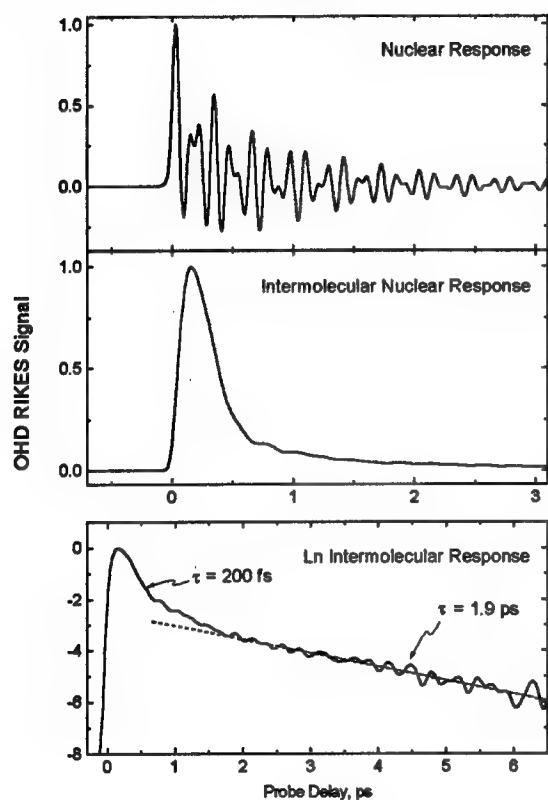 1.0
Nuclear Response
0.5
0.0
1.0
Intermolecular Nuclear Response
0.5
0.0
0 1 2 3
OHD RIKES Signal
0
Ln Intermolecular Response
τ = 200 fs
-2
τ = 1.9 ps
-4
-6
-8
0 1 2 3 4 5 6
Probe Delay, ps